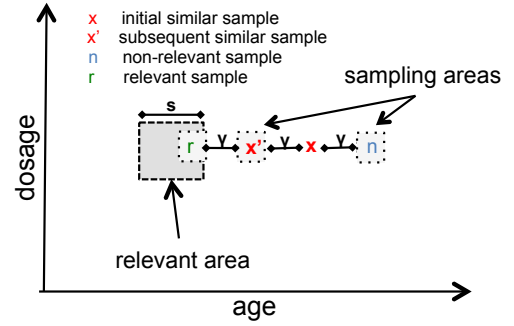 x initial similar sample
x' subsequent similar sample
n non-relevant sample
r relevant sample
sampling areas
s
dosage
r γ x' γ x γ n
relevant area
age